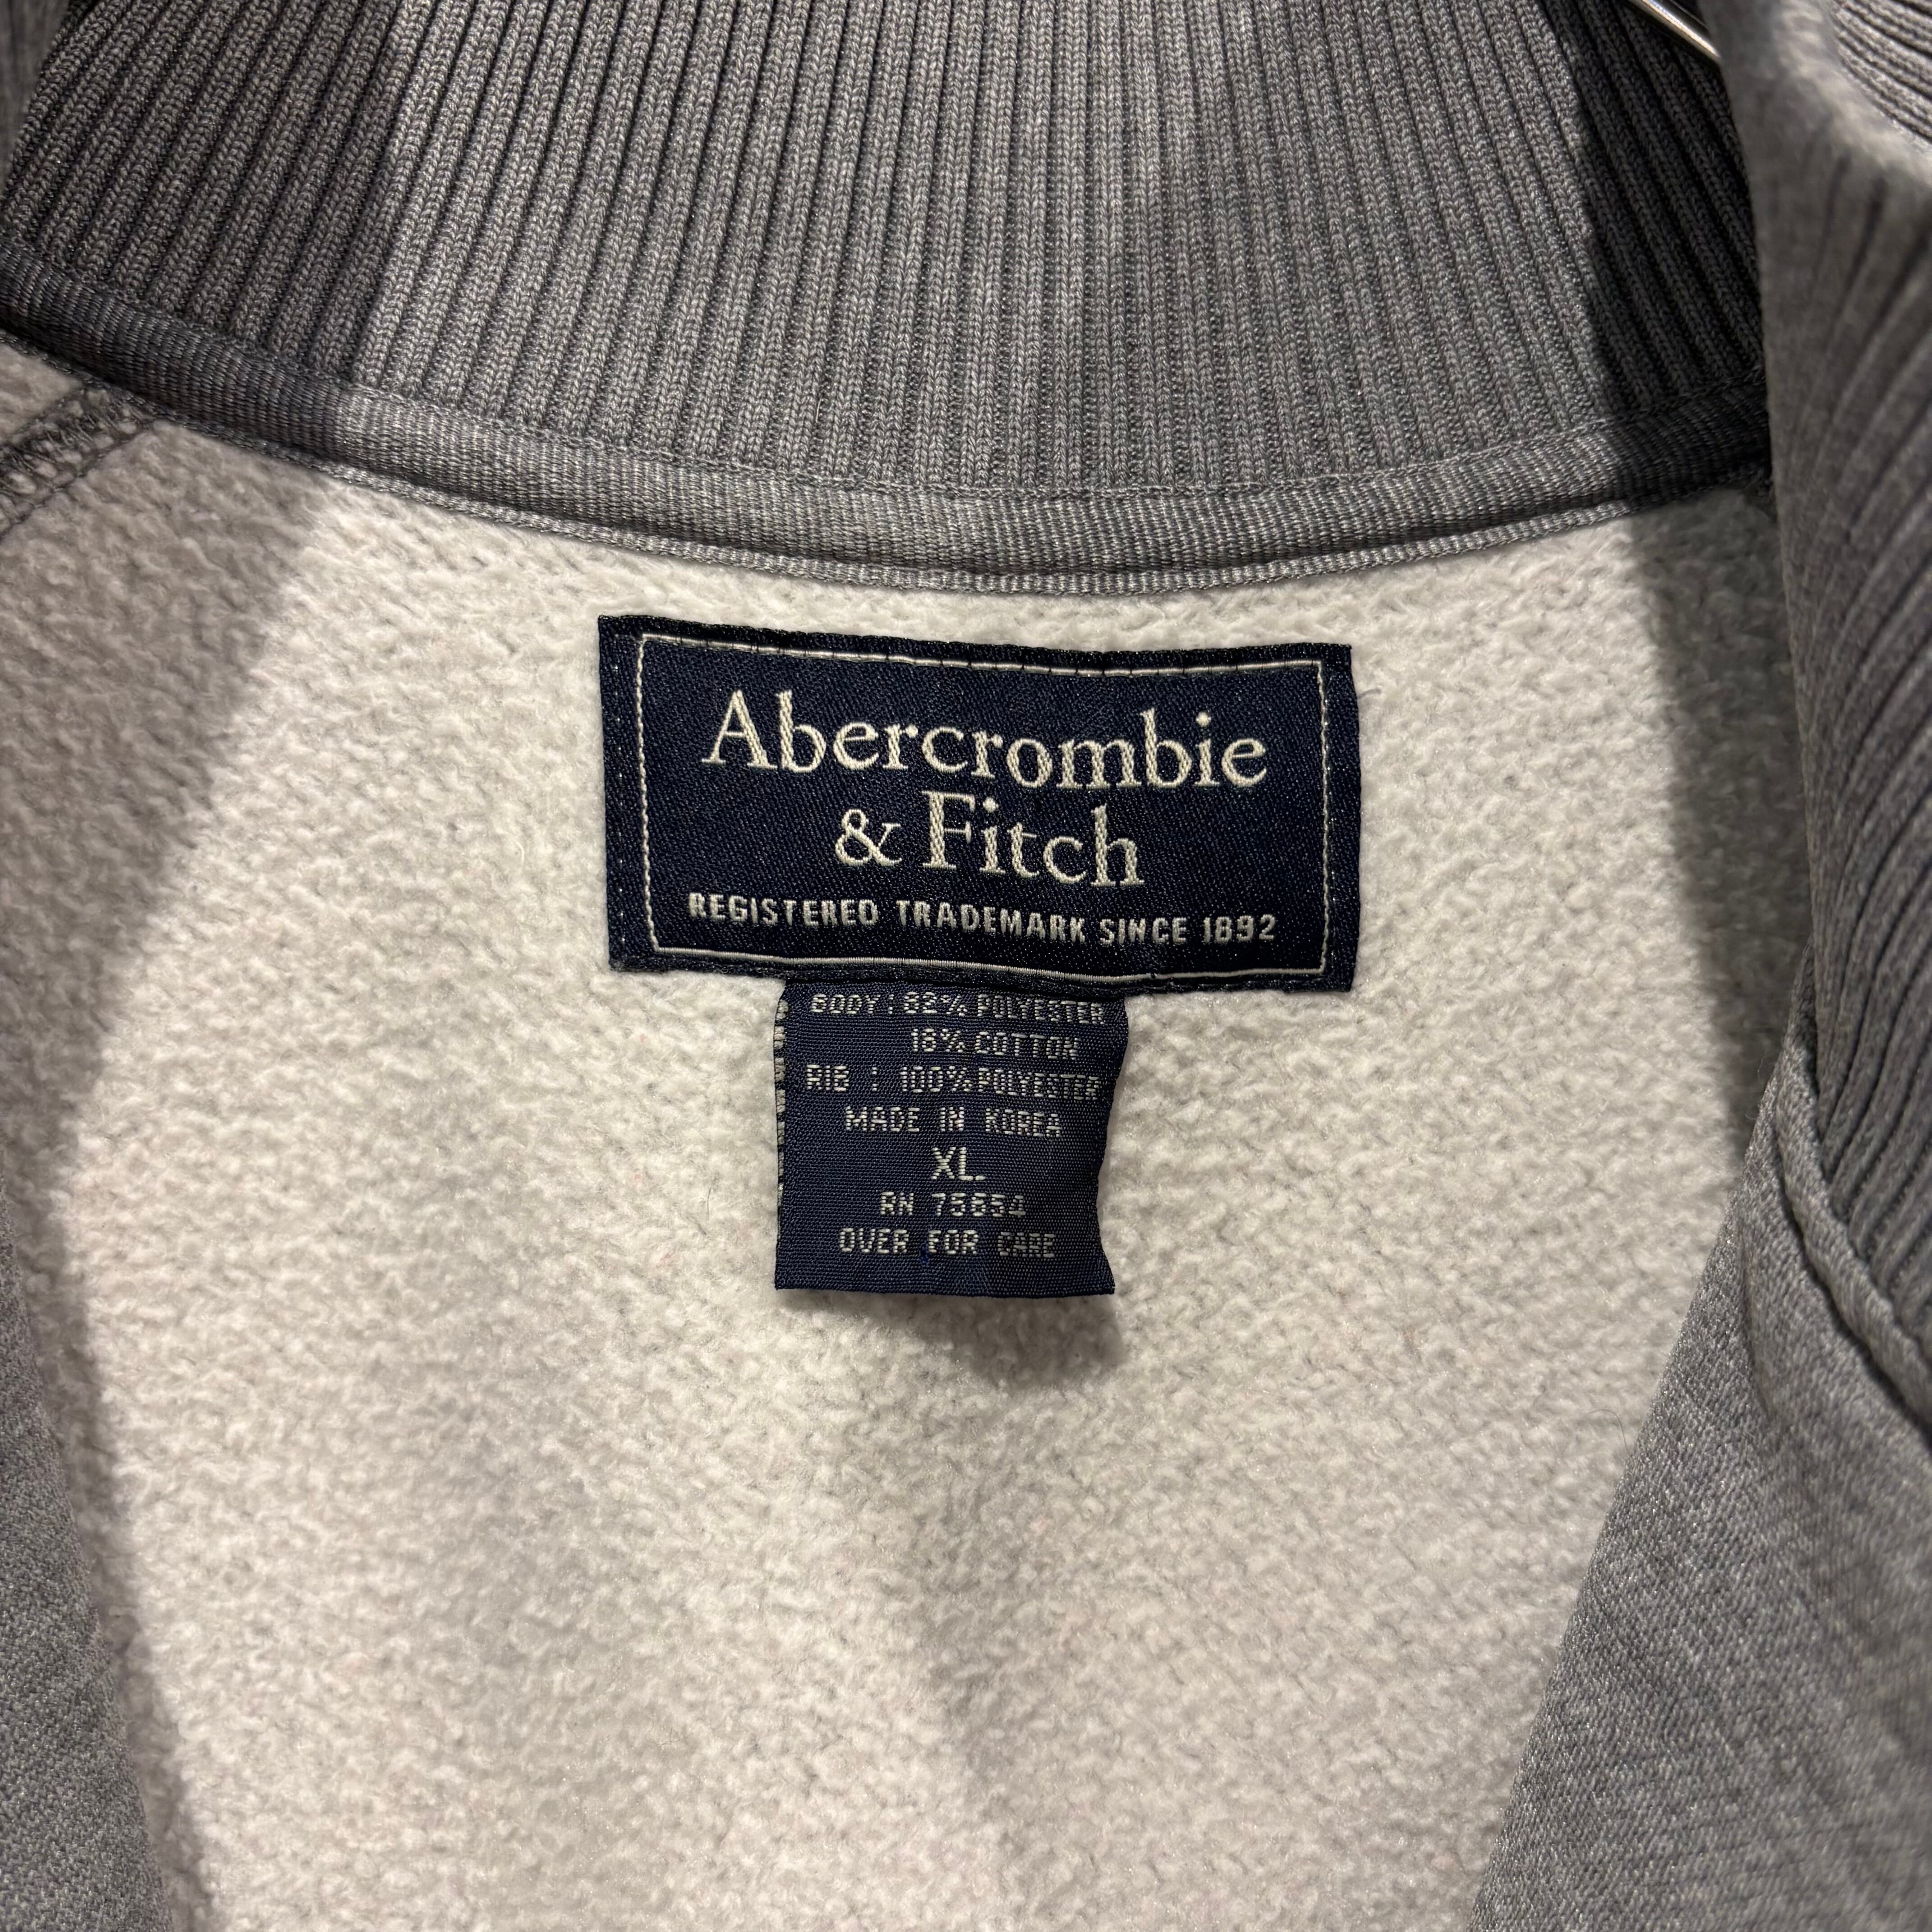 Abercrombie
& Fitch
REGISTERED TRADEMARK SINCE 1892
BODY : 82% POLYESTER
18% COTTON
RIB : 100% POLYESTER
MADE IN KOREA
XL.
RN 75654
OVER FOR CARE